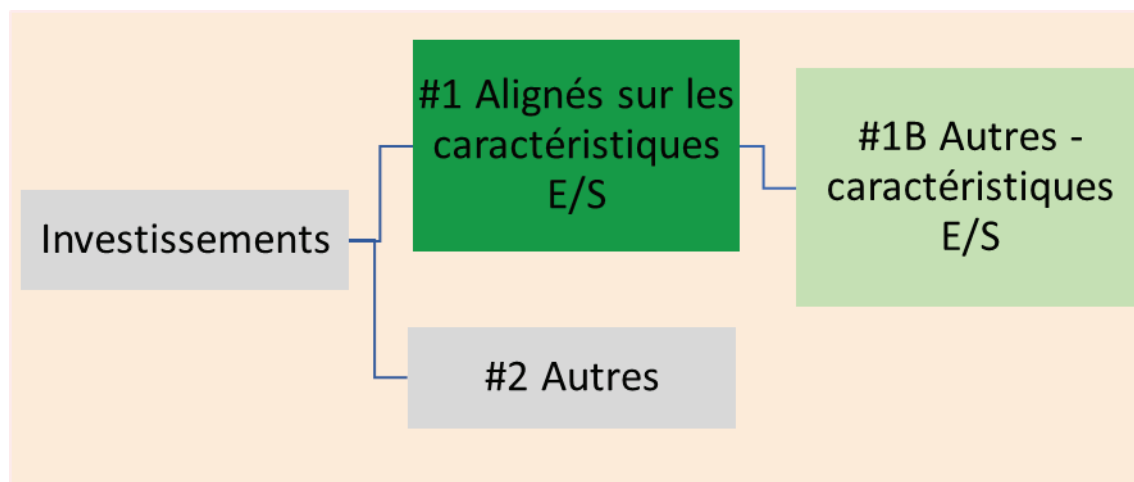 Investissements
#1 Alignés sur les
caractéristiques
E/S
#1B Autres -
caractéristiques
E/S
#2 Autres